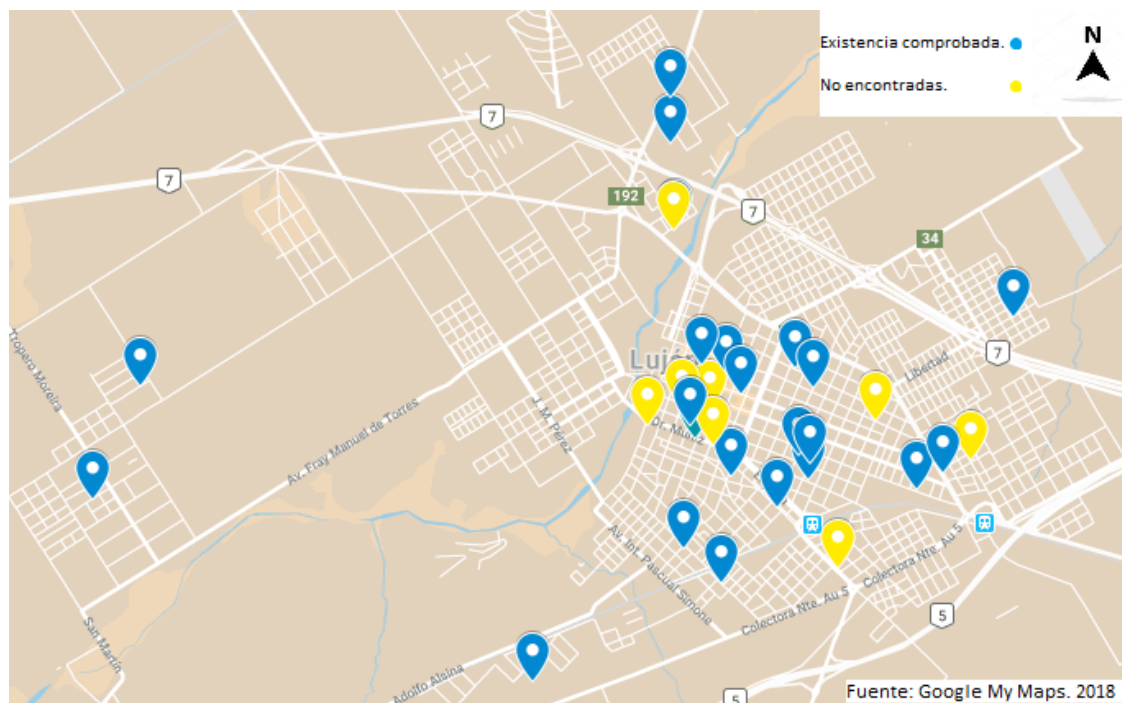 Existencia comprobada.
N
No encontradas.
7
7
192
7
34
7
Luján
Libertad
Tropero Moreira
J. M. Pérez
Av. Fray Manuel de Torres
Dr. Muñiz
Av. Int. Pascual Simone
Colectora Nte. Au 5
Colectora Nte. Au 5
5
San Martín
Adolfo Alsina
5
Fuente: Google My Maps. 2018